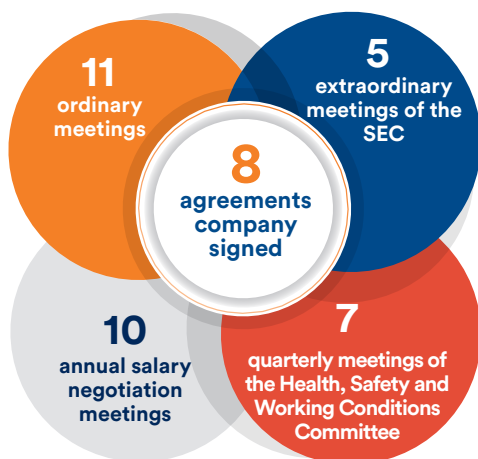 11
ordinary
meetings
5
extraordinary
meetings of the
SEC
8
agreements
company
signed
10
annual salary
negotiation
meetings
7
quarterly meetings of
the Health, Safety and
Working Conditions
Committee